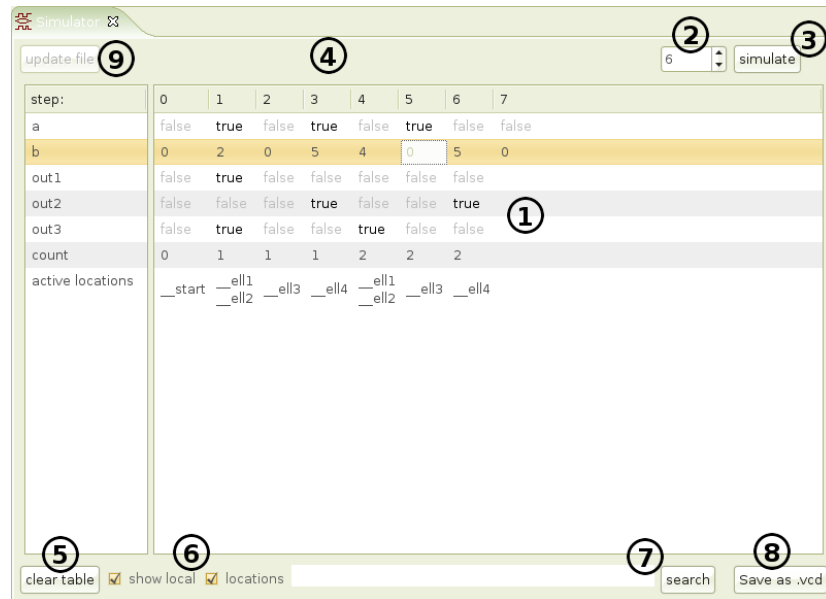 Simulator
② ③
update file ⑨ ④ 6 simulate
step: 0 1 2 3 4 5 6 7
a false true false true false true false false
b 0 2 0 5 4 0 5 0
out1 false true false false false false false
out2 false false false true false false true ①
out3 false true false false true false false
count 0 1 1 1 2 2 2
active locations __start __ell1 __ell2 __ell3 __ell4 __ell1 __ell2 __ell3 __ell4
⑤ ⑥ ⑦ ⑧
clear table show local locations search Save as .vcd